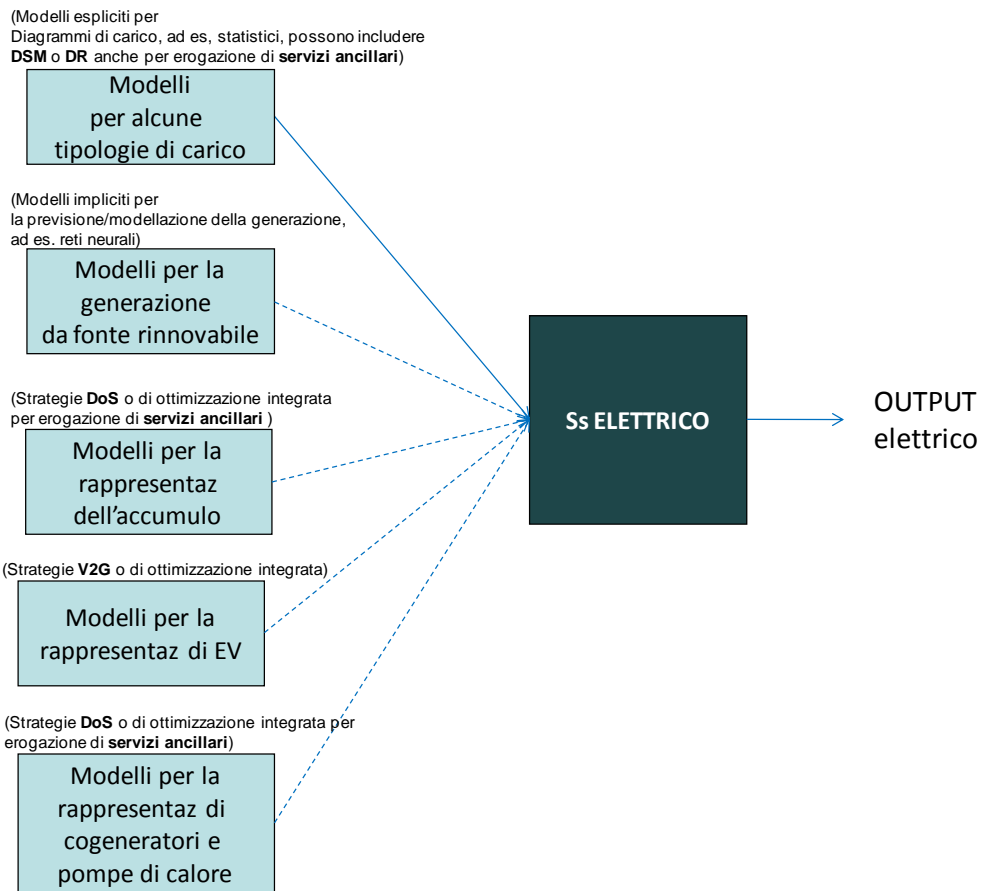 (Modelli espliciti per
Diagrammi di carico, ad es, statistici, possono includere
DSM o DR anche per erogazione di servizi ancillari)
Modelli
per alcune
tipologie di carico
(Modelli impliciti per
la previsione/modellazione della generazione,
ad es. reti neurali)
Modelli per la
generazione
da fonte rinnovabile
(Strategie DoS o di ottimizzazione integrata
per erogazione di servizi ancillari )
Modelli per la
rappresentaz
dell'accumulo
(Strategie V2G o di ottimizzazione integrata)
Modelli per la
rappresentaz di EV
(Strategie DoS o di ottimizzazione integrata per
erogazione di servizi ancillari)
Modelli per la
rappresentaz di
cogeneratori e
pompe di calore
Ss ELETTRICO
OUTPUT
elettrico